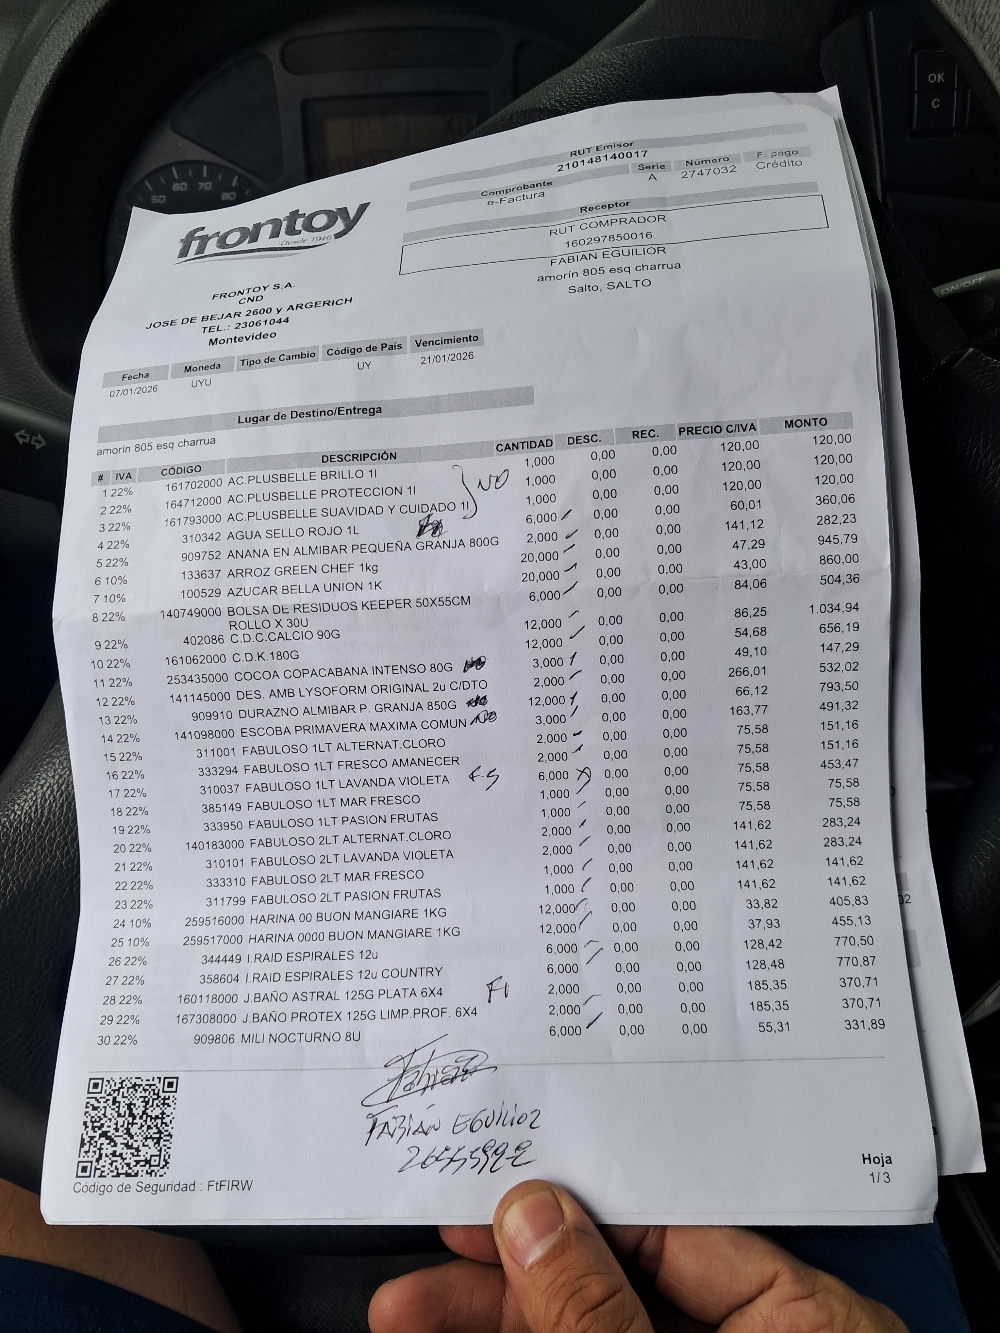 OK
C
ON/OFF
50 60 70 80
frontoy
Desde 1946
RUT Emisor
210148140017
Comprobante Serie Número F. pago
e-Factura A 2747032 Crédito
Receptor
RUT COMPRADOR
160297850016
FABIAN EGUILIOR
amorín 805 esq charrua
Salto, SALTO
FRONTOY S.A.
CND
JOSE DE BEJAR 2600 y ARGERICH
TEL.: 23061044
Montevideo
Fecha Moneda Tipo de Cambio Código de País Vencimiento
07/01/2026 UYU UY 21/01/2026
Lugar de Destino/Entrega
amorín 805 esq charrua
# IVA CÓDIGO DESCRIPCIÓN CANTIDAD DESC. REC. PRECIO C/IVA MONTO
1 22% 161702000 AC.PLUSBELLE BRILLO 1l 1,000 0,00 0,00 120,00 120,00
2 22% 164712000 AC.PLUSBELLE PROTECCION 1l NO 1,000 0,00 0,00 120,00 120,00
3 22% 161793000 AC.PLUSBELLE SUAVIDAD Y CUIDADO 1l 1,000 0,00 0,00 120,00 120,00
4 22% 310342 AGUA SELLO ROJO 1L 6,000 0,00 0,00 60,01 360,06
5 22% 909752 ANANA EN ALMIBAR PEQUEÑA GRANJA 800G 2,000 0,00 0,00 141,12 282,23
6 10% 133637 ARROZ GREEN CHEF 1kg 20,000 0,00 0,00 47,29 945,79
7 10% 100529 AZUCAR BELLA UNION 1K 20,000 0,00 0,00 43,00 860,00
8 22% 140749000 BOLSA DE RESIDUOS KEEPER 50X55CM 6,000 0,00 0,00 84,06 504,36
ROLLO X 30U
9 22% 402086 C.D.C.CALCIO 90G 12,000 0,00 0,00 86,25 1.034,94
10 22% 161062000 C.D.K.180G 12,000 0,00 0,00 54,68 656,19
11 22% 253435000 COCOA COPACABANA INTENSO 80G 3,000 0,00 0,00 49,10 147,29
12 22% 141145000 DES. AMB LYSOFORM ORIGINAL 2u C/DTO 2,000 0,00 0,00 266,01 532,02
13 22% 909910 DURAZNO ALMIBAR P. GRANJA 850G 12,000 0,00 0,00 66,12 793,50
14 22% 141098000 ESCOBA PRIMAVERA MAXIMA COMUN NO 3,000 0,00 0,00 163,77 491,32
15 22% 311001 FABULOSO 1LT ALTERNAT.CLORO 2,000 0,00 0,00 75,58 151,16
16 22% 333294 FABULOSO 1LT FRESCO AMANECER 2,000 0,00 0,00 75,58 151,16
17 22% 310037 FABULOSO 1LT LAVANDA VIOLETA 6,000 0,00 0,00 75,58 453,47
18 22% 385149 FABULOSO 1LT MAR FRESCO 1,000 0,00 0,00 75,58 75,58
19 22% 333950 FABULOSO 1LT PASION FRUTAS 1,000 0,00 0,00 75,58 75,58
20 22% 140183000 FABULOSO 2LT ALTERNAT.CLORO 2,000 0,00 0,00 141,62 283,24
21 22% 310101 FABULOSO 2LT LAVANDA VIOLETA 2,000 0,00 0,00 141,62 283,24
22 22% 333310 FABULOSO 2LT MAR FRESCO 1,000 0,00 0,00 141,62 141,62
23 22% 311799 FABULOSO 2LT PASION FRUTAS 1,000 0,00 0,00 141,62 141,62
24 10% 259516000 HARINA 00 BUON MANGIARE 1KG 12,000 0,00 0,00 33,82 405,83
25 10% 259517000 HARINA 0000 BUON MANGIARE 1KG 12,000 0,00 0,00 37,93 455,13
26 22% 344449 I.RAID ESPIRALES 12u 6,000 0,00 0,00 128,42 770,50
27 22% 358604 I.RAID ESPIRALES 12u COUNTRY 6,000 0,00 0,00 128,48 770,87
28 22% 160118000 J.BAÑO ASTRAL 125G PLATA 6X4 2,000 0,00 0,00 185,35 370,71
29 22% 167308000 J.BAÑO PROTEX 125G LIMP.PROF. 6X4 2,000 0,00 0,00 185,35 370,71
30 22% 909806 MILI NOCTURNO 8U 6,000 0,00 0,00 55,31 331,89
FABIÁN EGUILIOR
Código de Seguridad : FtFIRW
Hoja
1/3